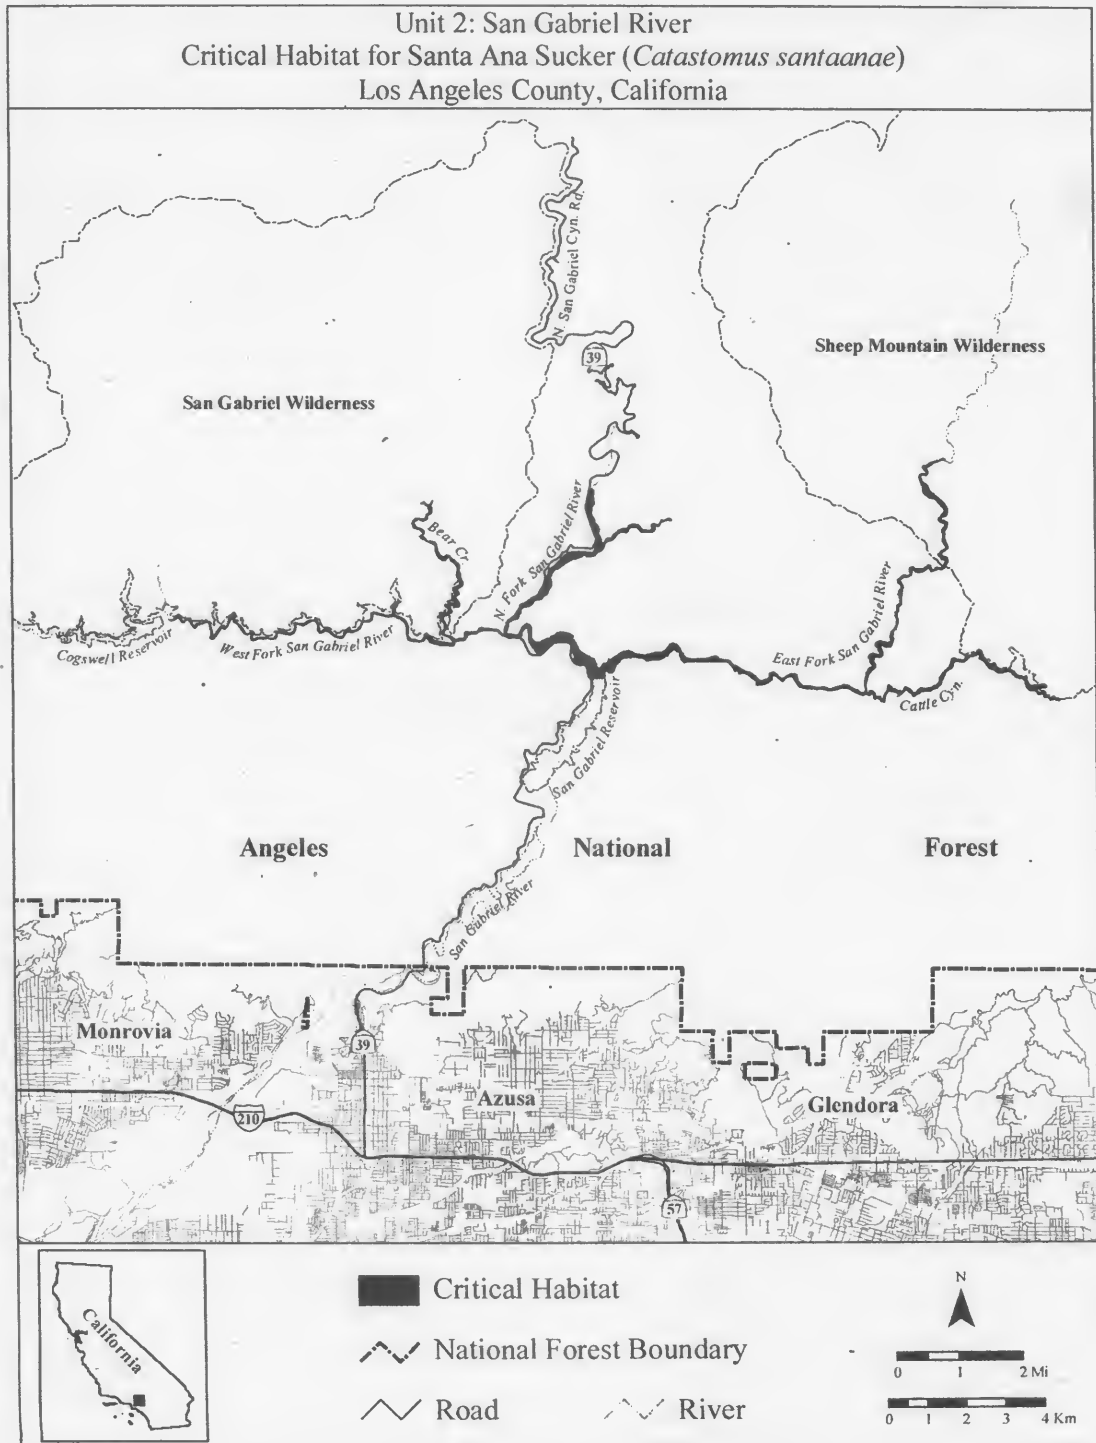 Unit 2: San Gabriel River
Critical Habitat for Santa Ana Sucker (Catastomus santaanae)
Los Angeles County, California
N. San Gabriel Cyn. Rd.
39
Sheep Mountain Wilderness
San Gabriel Wilderness
Bear Cr.
N. Fork San Gabriel River
East Fork San Gabriel River
Cogswell Reservoir
West Fork San Gabriel River
Cattle Cyn.
San Gabriel Reservoir
Angeles National Forest
San Gabriel River
Monrovia
39
Azusa
Glendora
210
57
California
Critical Habitat
National Forest Boundary
Road
River
N
0 1 2 Mi
0 1 2 3 4 Km